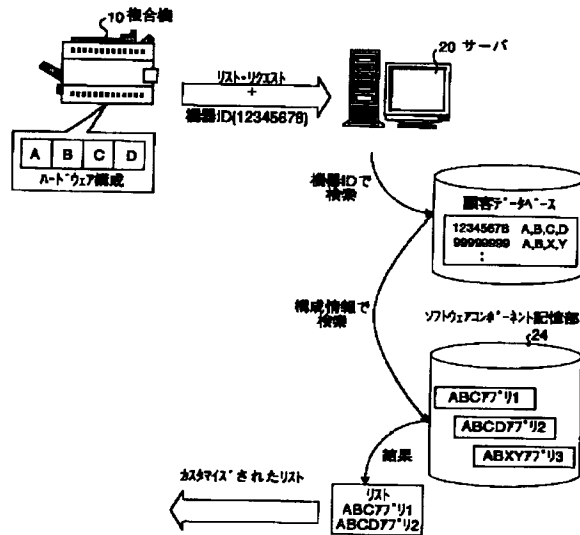 10 複合機
20 サーバ
リスト・リクエスト
+
機器ID(12345678)
A B C D
ハードウェア構成
機器IDで
検索
顧客データベース
12345678 A,B,C,D
99999999 A,B,X,Y
:
構成情報で
検索
ソフトウェアコンポーネント記憶部
24
ABCアプリ1
ABCDアプリ2
ABXYアプリ3
結果
カスタマイズされたリスト
リスト
ABCアプリ1
ABCDアプリ2